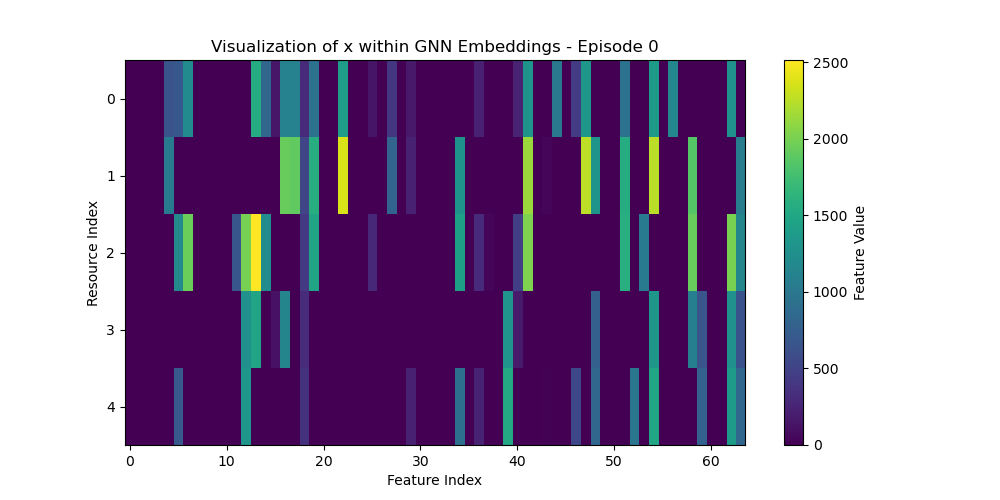 Visualization of x within GNN Embeddings - Episode 0
Resource Index
0
1
2
3
4
0 10 20 30 40 50 60
Feature Index
2500
2000
1500
1000
500
0
Feature Value